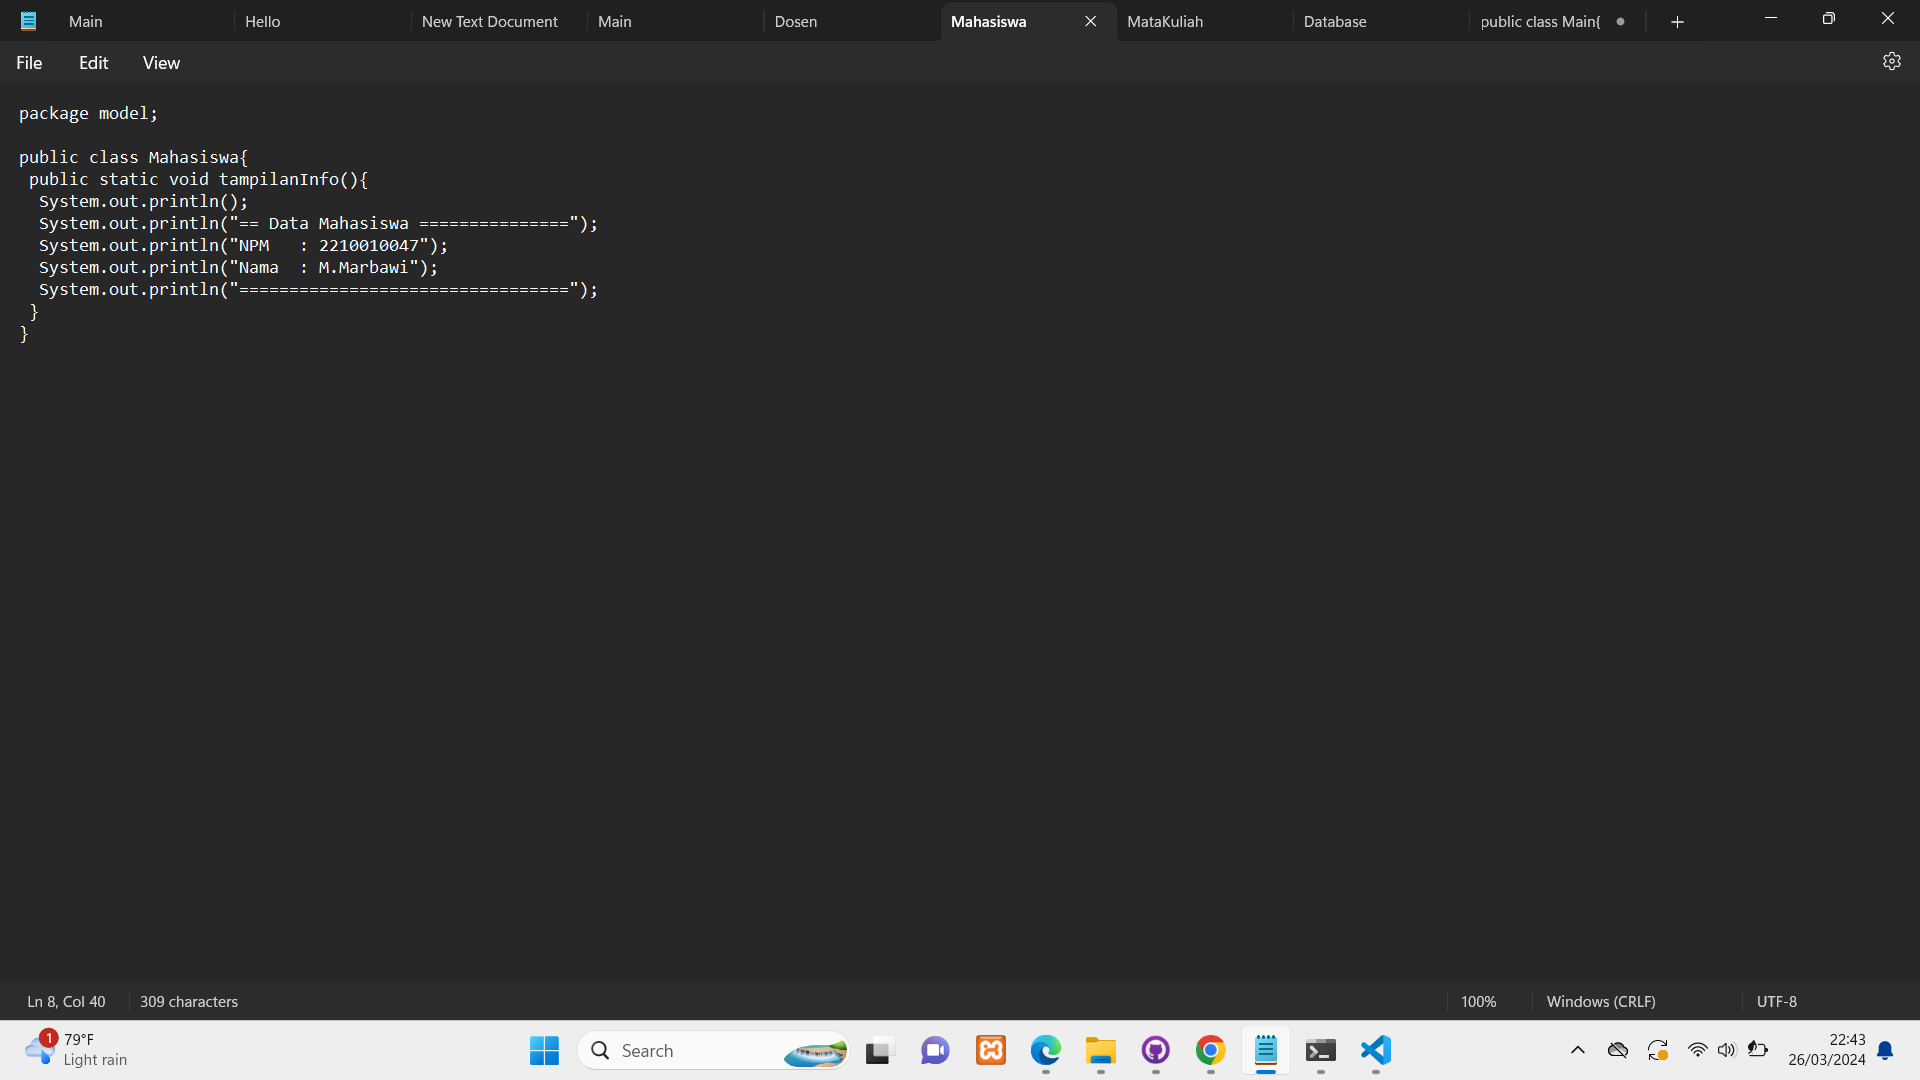 Main Hello New Text Document Main Dosen Mahasiswa MataKuliah Database public class Main{
File Edit View
package model;
public class Mahasiswa{
 public static void tampilanInfo(){
  System.out.println();
  System.out.println("== Data Mahasiswa ===============");
  System.out.println("NPM   : 2210010047");
  System.out.println("Nama  : M.Marbawi");
  System.out.println("=================================");
 }
}
Ln 8, Col 40 309 characters 100% Windows (CRLF) UTF-8
1 79°F Search 22:43
Light rain 26/03/2024